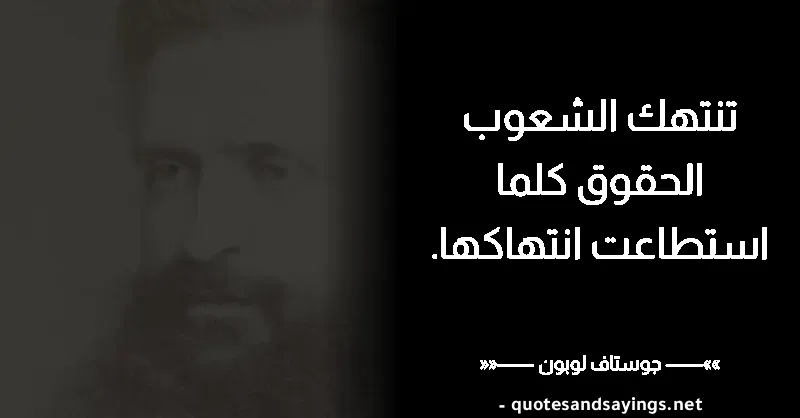 تنتهك الشعوب
الحقوق كلما
استطاعت انتهاكها.
«»—— جوستاف لوبون ——»«
- quotesandsayings.net